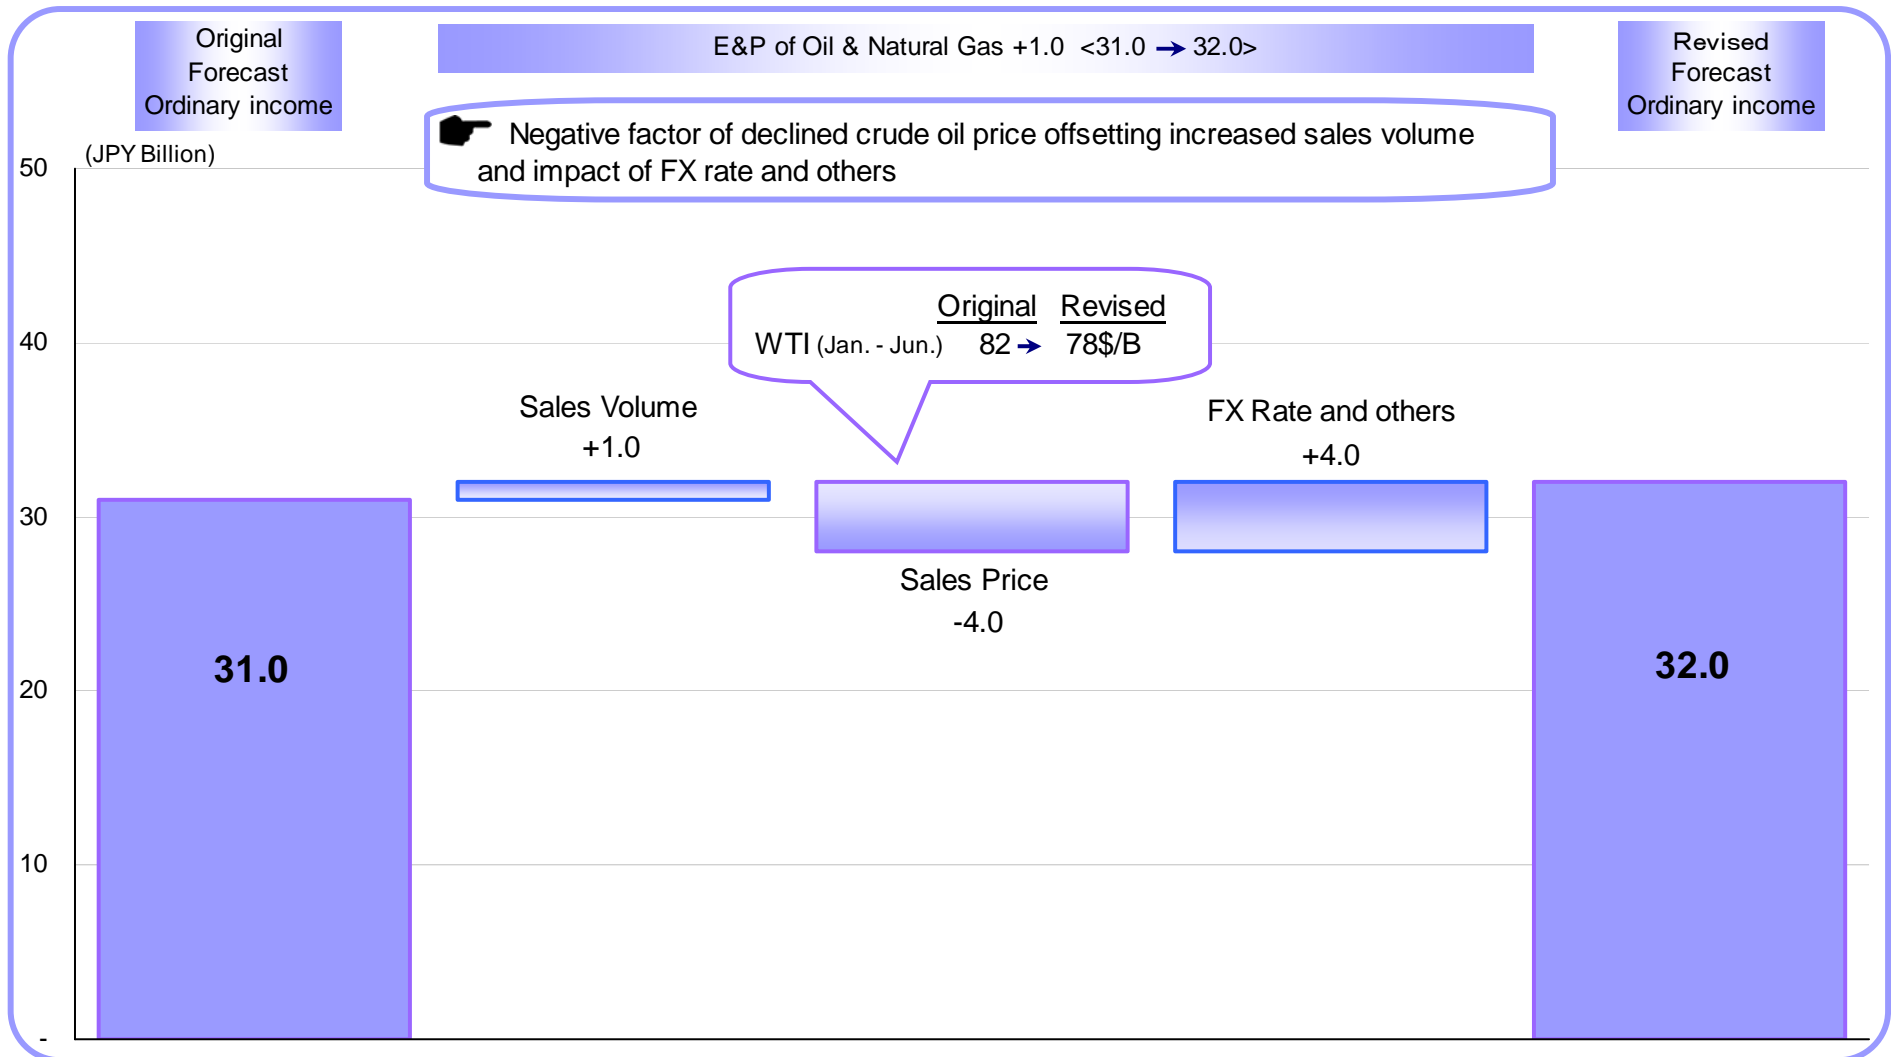 Original
Forecast
Ordinary income
E&P of Oil & Natural Gas +1.0 <31.0 → 32.0>
Revised
Forecast
Ordinary income
Negative factor of declined crude oil price offsetting increased sales volume
and impact of FX rate and others
(JPY Billion)
50
40
30
20
10
-
Original Revised
WTI (Jan. - Jun.) 82 → 78$/B
Sales Volume
+1.0
FX Rate and others
+4.0
Sales Price
-4.0
31.0
32.0